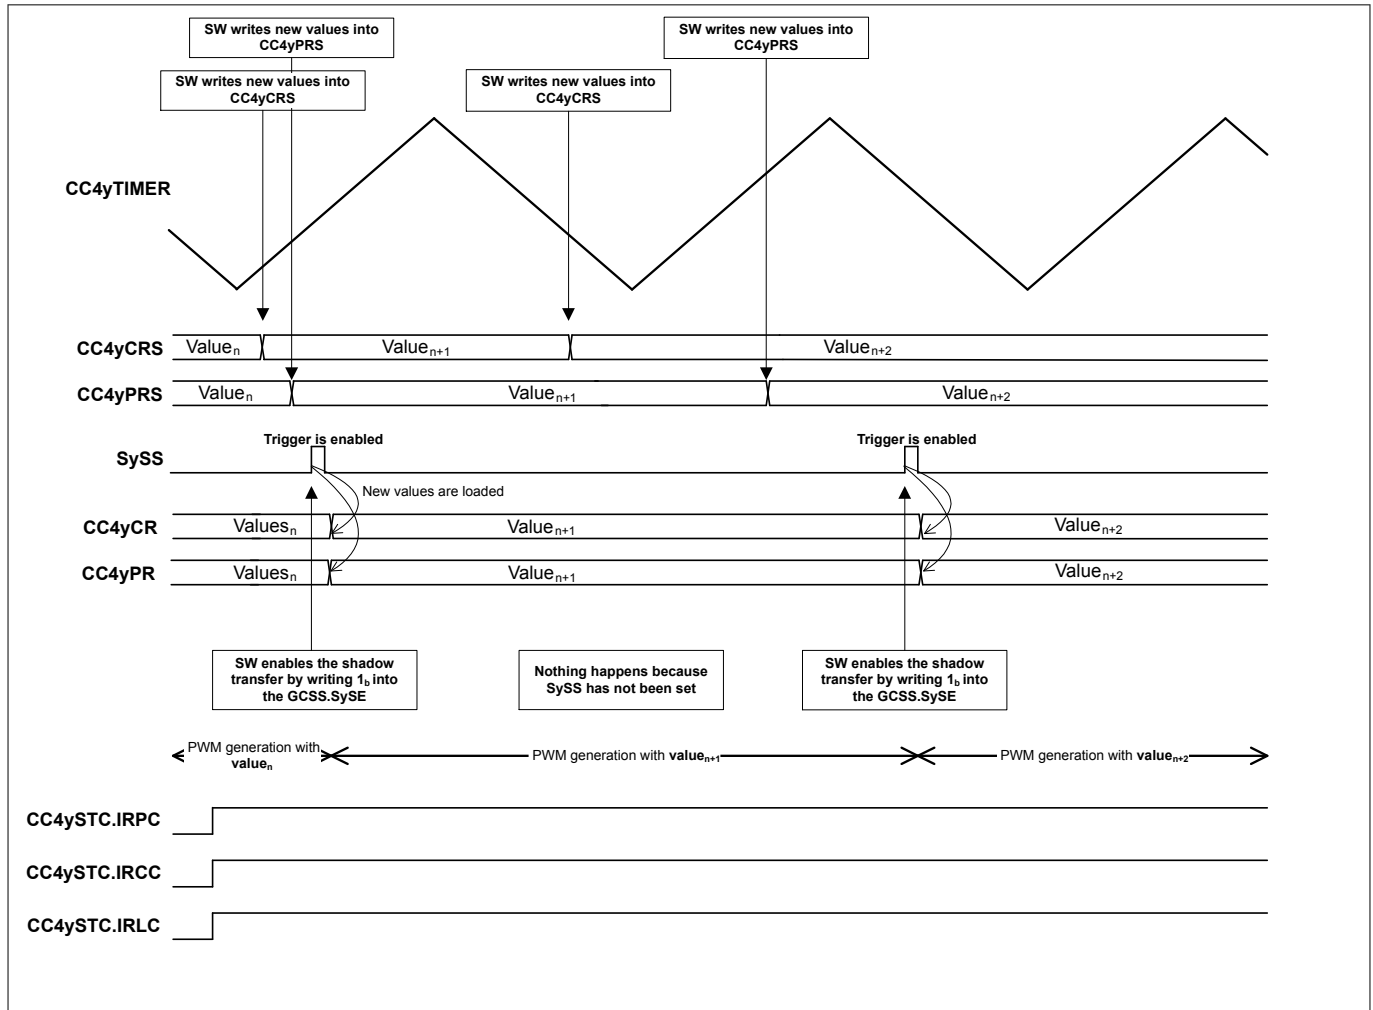 SW writes new values into
CC4yPRS
SW writes new values into
CC4yPRS
SW writes new values into
CC4yCRS
SW writes new values into
CC4yCRS
CC4yTIMER
CC4yCRS
Valueₙ
Valueₙ₊₁
Valueₙ₊₂
CC4yPRS
Valueₙ
Valueₙ₊₁
Valueₙ₊₂
Trigger is enabled
Trigger is enabled
SySS
New values are loaded
CC4yCR
Valuesₙ
Valueₙ₊₁
Valueₙ₊₂
CC4yPR
Valuesₙ
Valueₙ₊₁
Valueₙ₊₂
SW enables the shadow
transfer by writing 1b into
the GCSS.SySE
Nothing happens because
SySS has not been set
SW enables the shadow
transfer by writing 1b into
the GCSS.SySE
PWM generation with
valueₙ
PWM generation with valueₙ₊₁
PWM generation with valueₙ₊₂
CC4ySTC.IRPC
CC4ySTC.IRCC
CC4ySTC.IRLC